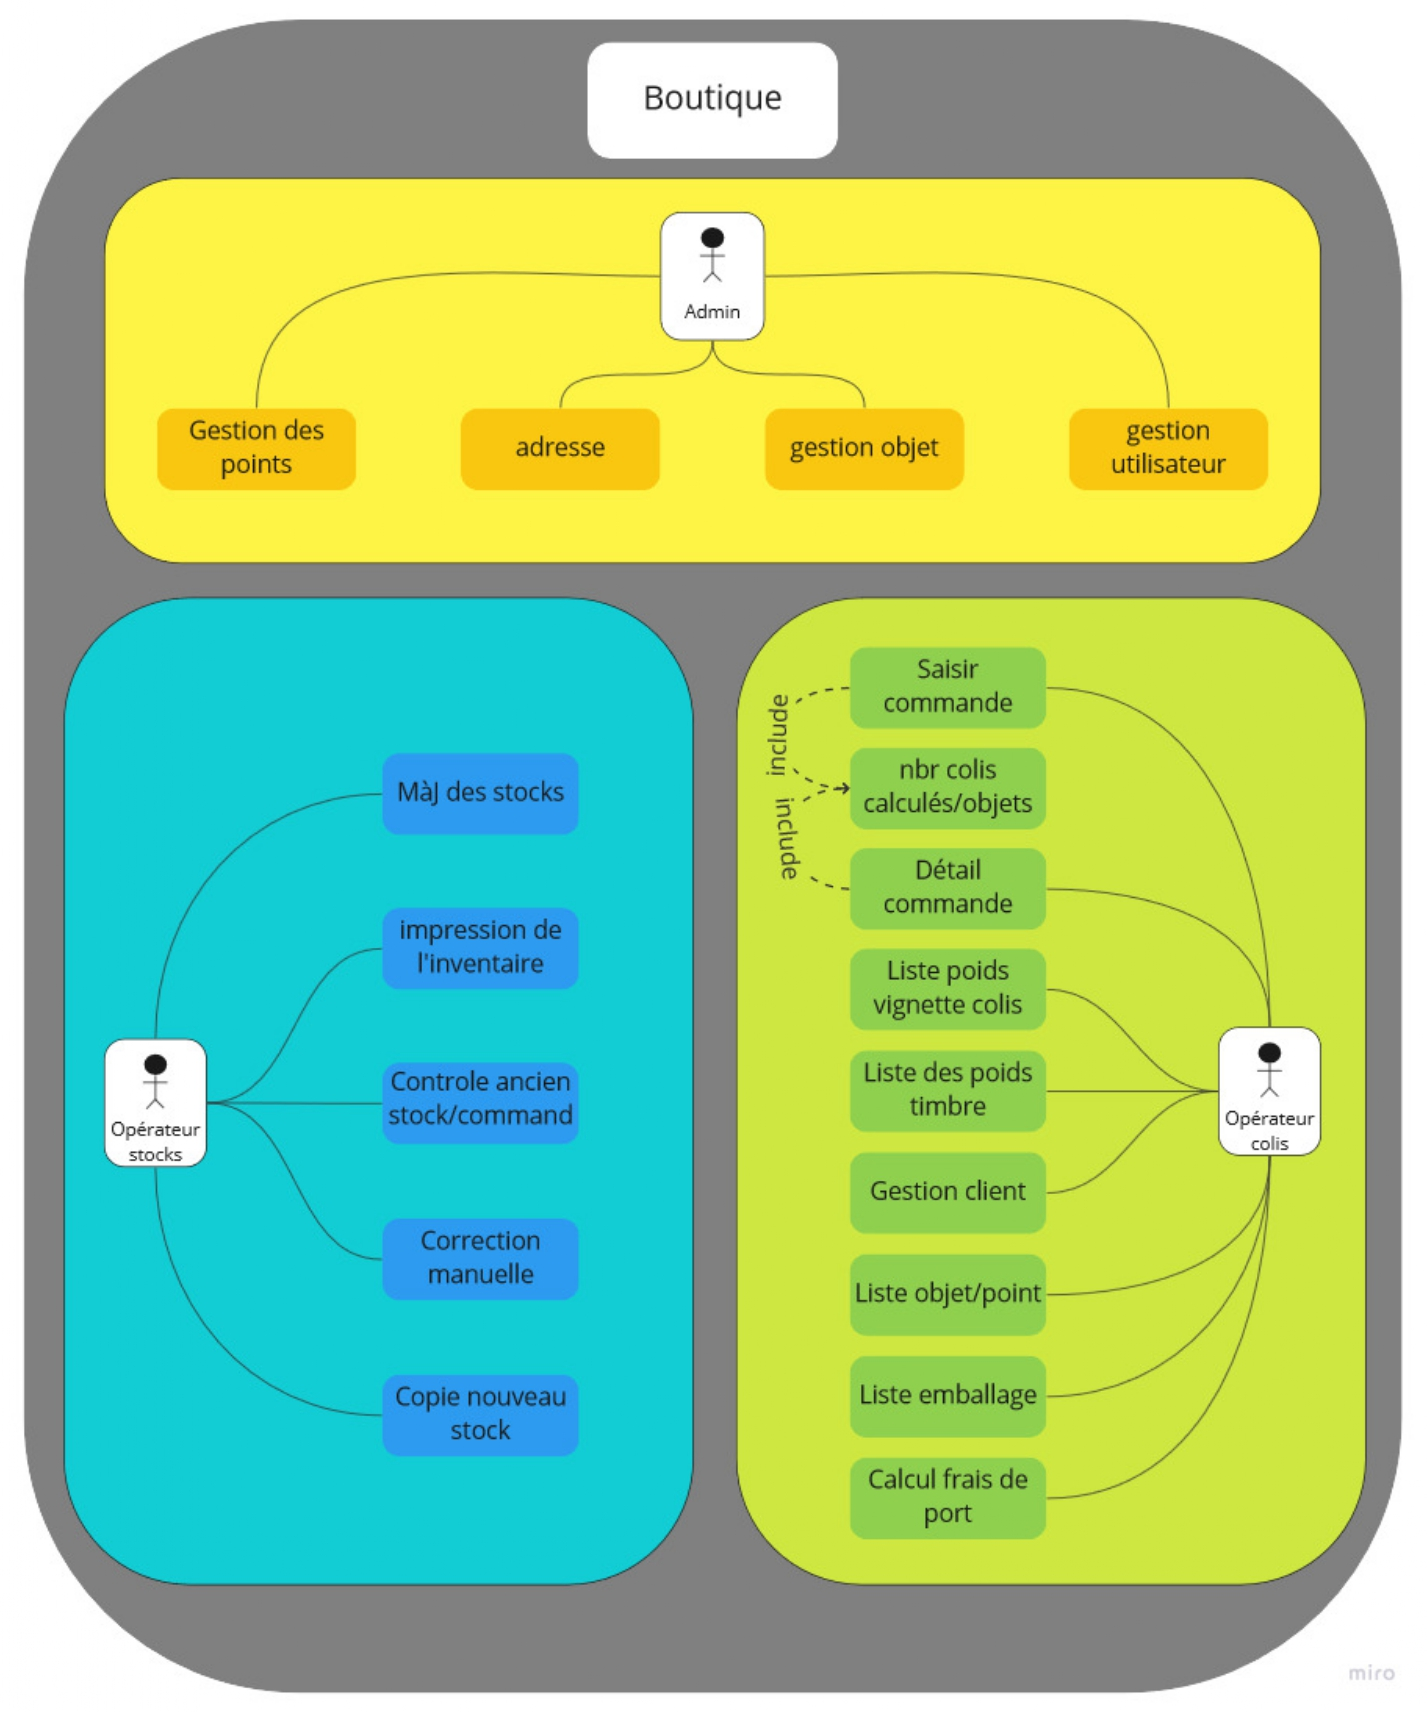 Boutique
Admin
Gestion des
points
adresse
gestion objet
gestion
utilisateur
MàJ des stocks
impression de
l'inventaire
Controle ancien
stock/command
Correction
manuelle
Copie nouveau
stock
Opérateur
stocks
Saisir
commande
include
nbr colis
calculés/objets
include
Détail
commande
Liste poids
vignette colis
Liste des poids
timbre
Gestion client
Liste objet/point
Liste emballage
Calcul frais de
port
Opérateur
colis
miro